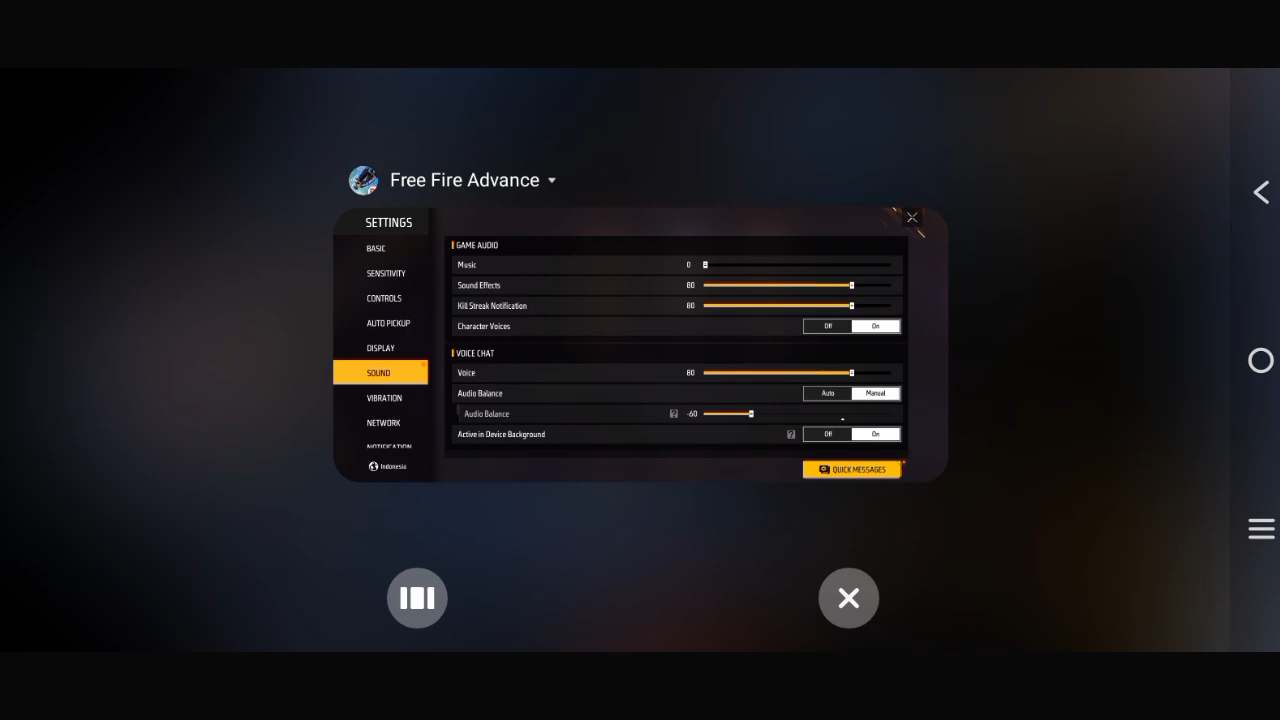 Free Fire Advance
SETTINGS
BASIC
SENSITIVITY
CONTROLS
AUTO PICKUP
DISPLAY
SOUND
VIBRATION
NETWORK
NOTIFICATION
Indonesia
GAME AUDIO
Music 0
Sound Effects 80
Kill Streak Notification 80
Character Voices Off On
VOICE CHAT
Voice 80
Audio Balance Auto Manual
Audio Balance ? -60
Active in Device Background ? Off On
QUICK MESSAGES